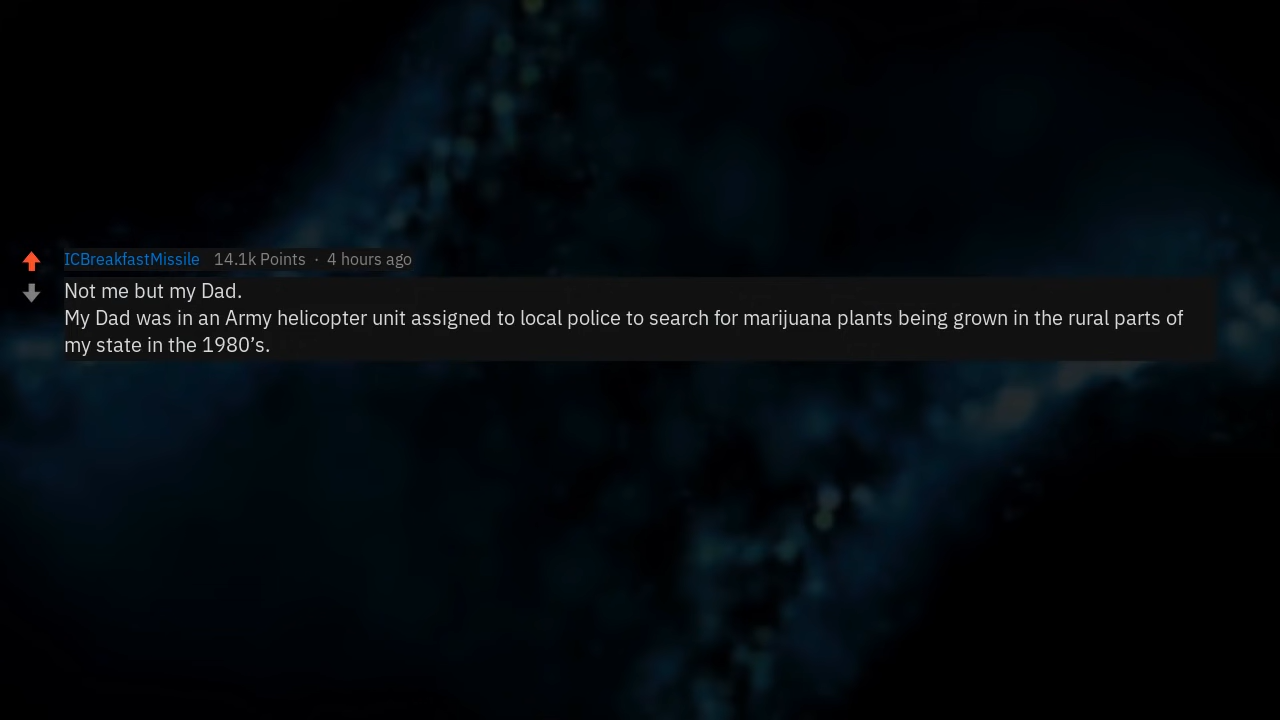 ICBreakfastMissile 14.1k Points · 4 hours ago
Not me but my Dad.
My Dad was in an Army helicopter unit assigned to local police to search for marijuana plants being grown in the rural parts of
my state in the 1980’s.